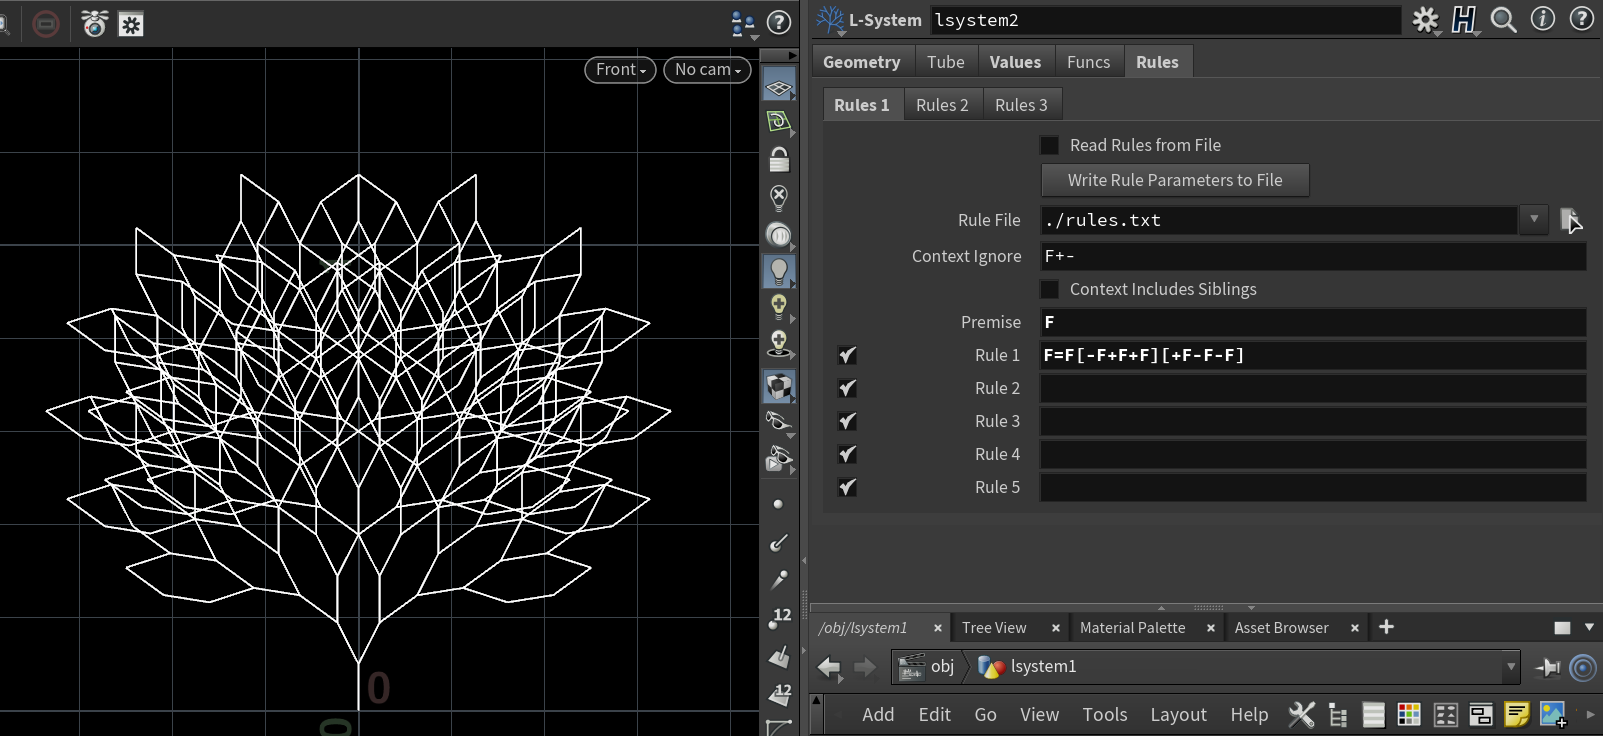 L-System lsystem2
Front No cam
Geometry Tube Values Funcs Rules
Rules 1 Rules 2 Rules 3
Read Rules from File
Write Rule Parameters to File
Rule File ./rules.txt
Context Ignore F+-
Context Includes Siblings
Premise F
Rule 1 F=F[-F+F+F][+F-F-F]
Rule 2
Rule 3
Rule 4
Rule 5
12
12
0
0
/obj/lsystem1 Tree View Material Palette Asset Browser
obj lsystem1
Add Edit Go View Tools Layout Help